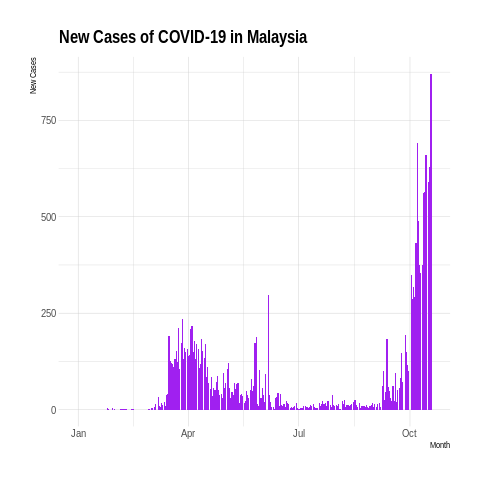 New Cases of COVID-19 in Malaysia
New Cases
750
500
250
0
Jan Apr Jul Oct
Month